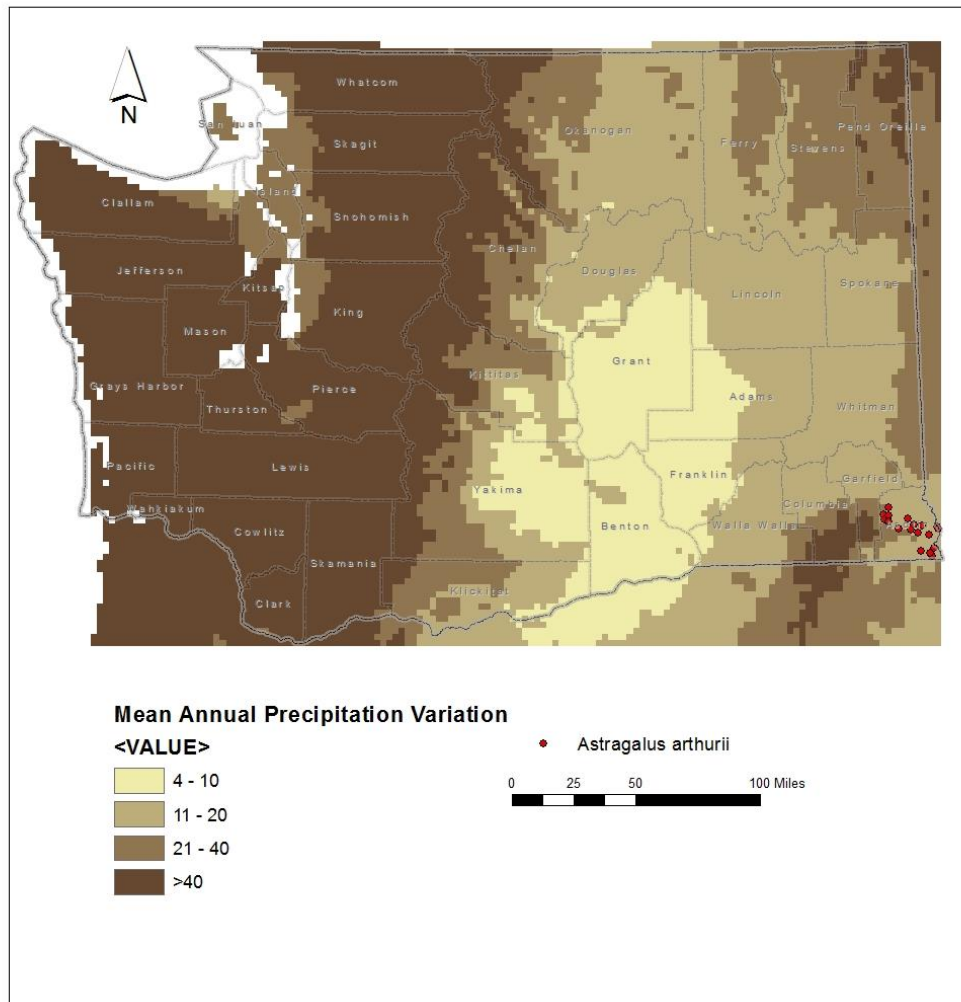 N
Whatcom
San Juan
Okanogan
Ferry
Pend Oreille
Stevens
Skagit
Island
Clallam
Snohomish
Chelan
Douglas
Jefferson
Kitsap
King
Lincoln
Spokane
Mason
Grant
Kittitas
Grays Harbor
Pierce
Thurston
Adams
Whitman
Pacific
Lewis
Yakima
Franklin
Garfield
Wahkiakum
Columbia
Cowlitz
Benton
Walla Walla
Skamania
Klickitat
Clark
Mean Annual Precipitation Variation
<VALUE>
4 - 10
11 - 20
21 - 40
>40
Astragalus arthurii
0 25 50 100 Miles